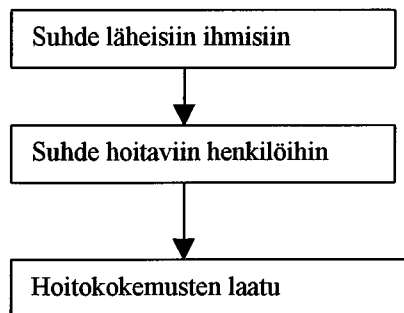 Suhde läheisiin ihmisiin
Suhde hoitaviin henkilöihin
Hoitokokemusten laatu